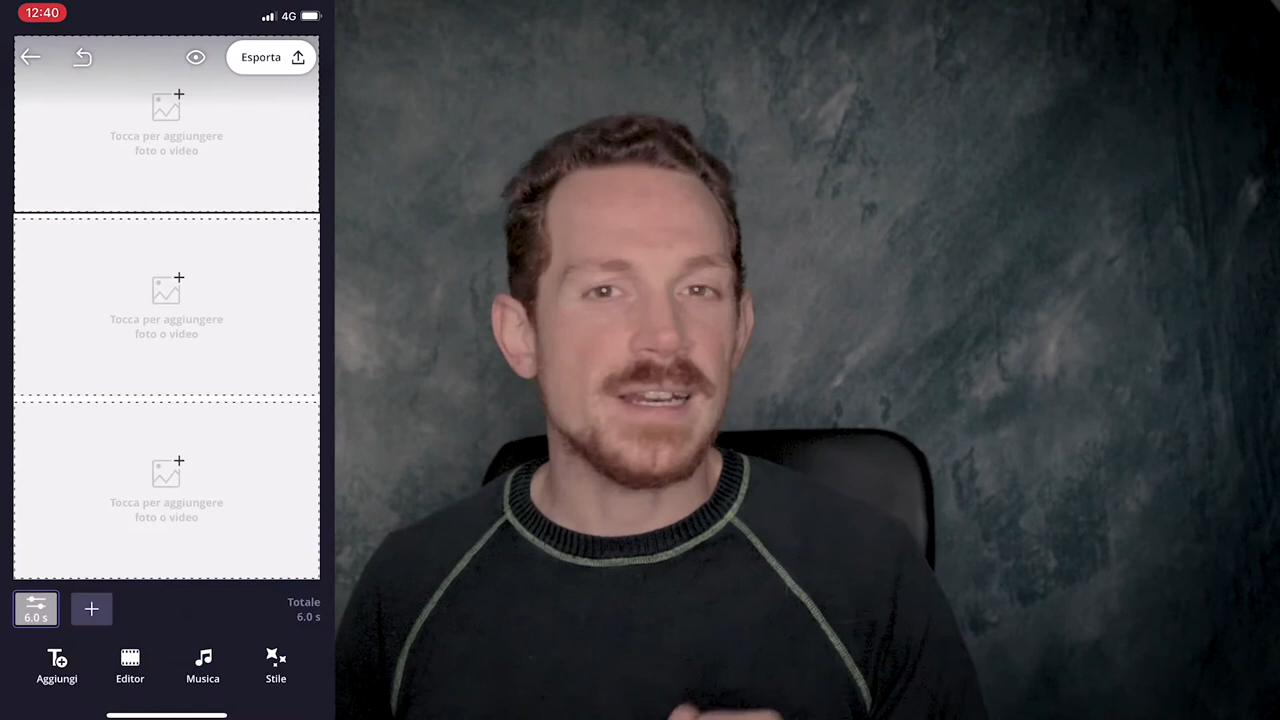 12:40
4G
Esporta
Tocca per aggiungere
foto o video
Tocca per aggiungere
foto o video
Tocca per aggiungere
foto o video
6.0 s
Totale
6.0 s
Aggiungi
Editor
Musica
Stile